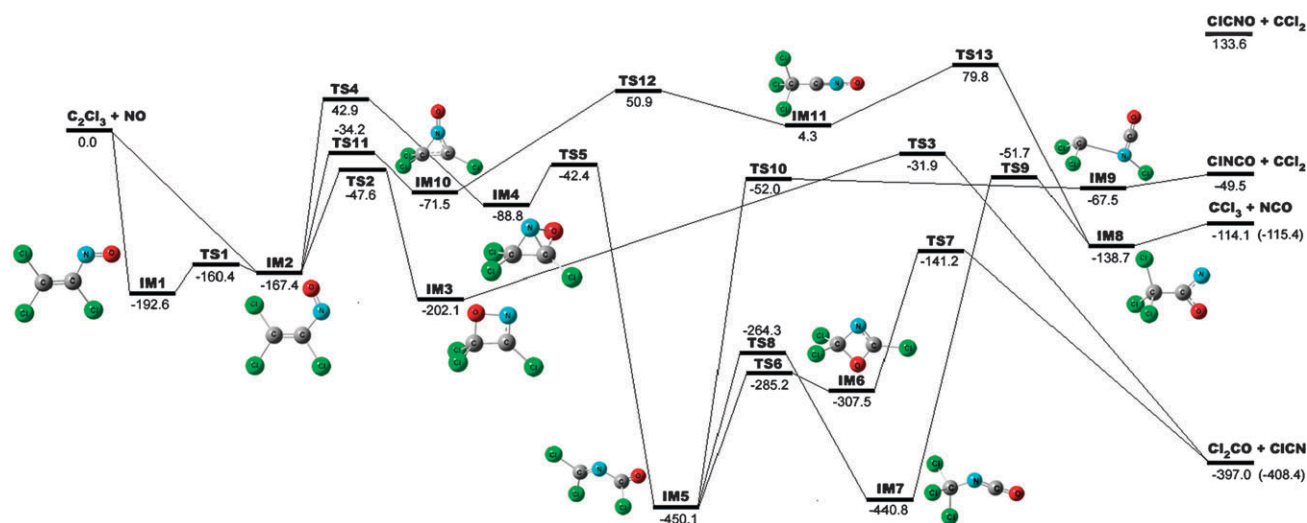 ClCNO + CCl2
133.6
TS13
79.8
TS12
50.9
IM11
4.3
TS4
42.9
-34.2
TS11
TS2
-47.6
C2Cl3 + NO
0.0
IM10
-71.5
IM4
-88.8
TS5
-42.4
TS3
-31.9
TS10
-52.0
-51.7
TS9
IM9
-67.5
ClNCO + CCl2
-49.5
CCl3 + NCO
-114.1 (-115.4)
IM8
-138.7
TS7
-141.2
TS1
-160.4
IM1
-192.6
IM2
-167.4
IM3
-202.1
-264.3
TS8
TS6
-285.2
IM6
-307.5
IM5
-450.1
IM7
-440.8
Cl2CO + ClCN
-397.0 (-408.4)